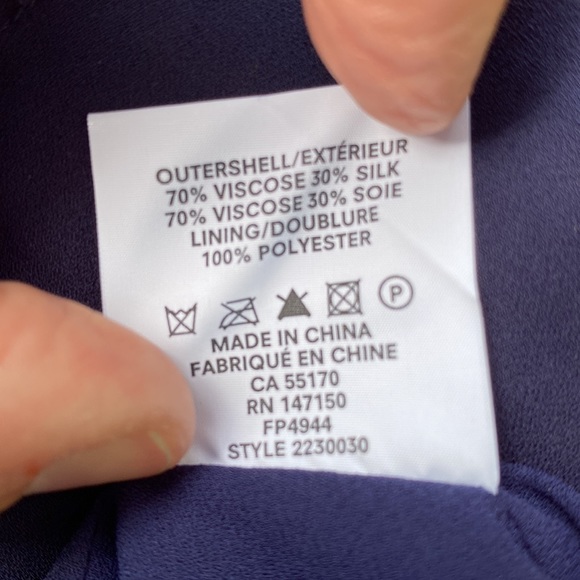 OUTERSHELL/EXTÉRIEUR
70% VISCOSE 30% SILK
70% VISCOSE 30% SOIE
LINING/DOUBLURE
100% POLYESTER
P
MADE IN CHINA
FABRIQUÉ EN CHINE
CA 55170
RN 147150
FP4944
STYLE 2230030